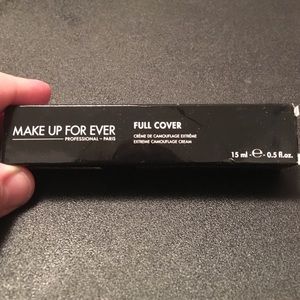 MAKE UP FOR EVER
PROFESSIONAL - PARIS
FULL COVER
CRÈME DE CAMOUFLAGE EXTRÊME
EXTREME CAMOUFLAGE CREAM
15 ml - ℮ - 0.5 fl.oz.